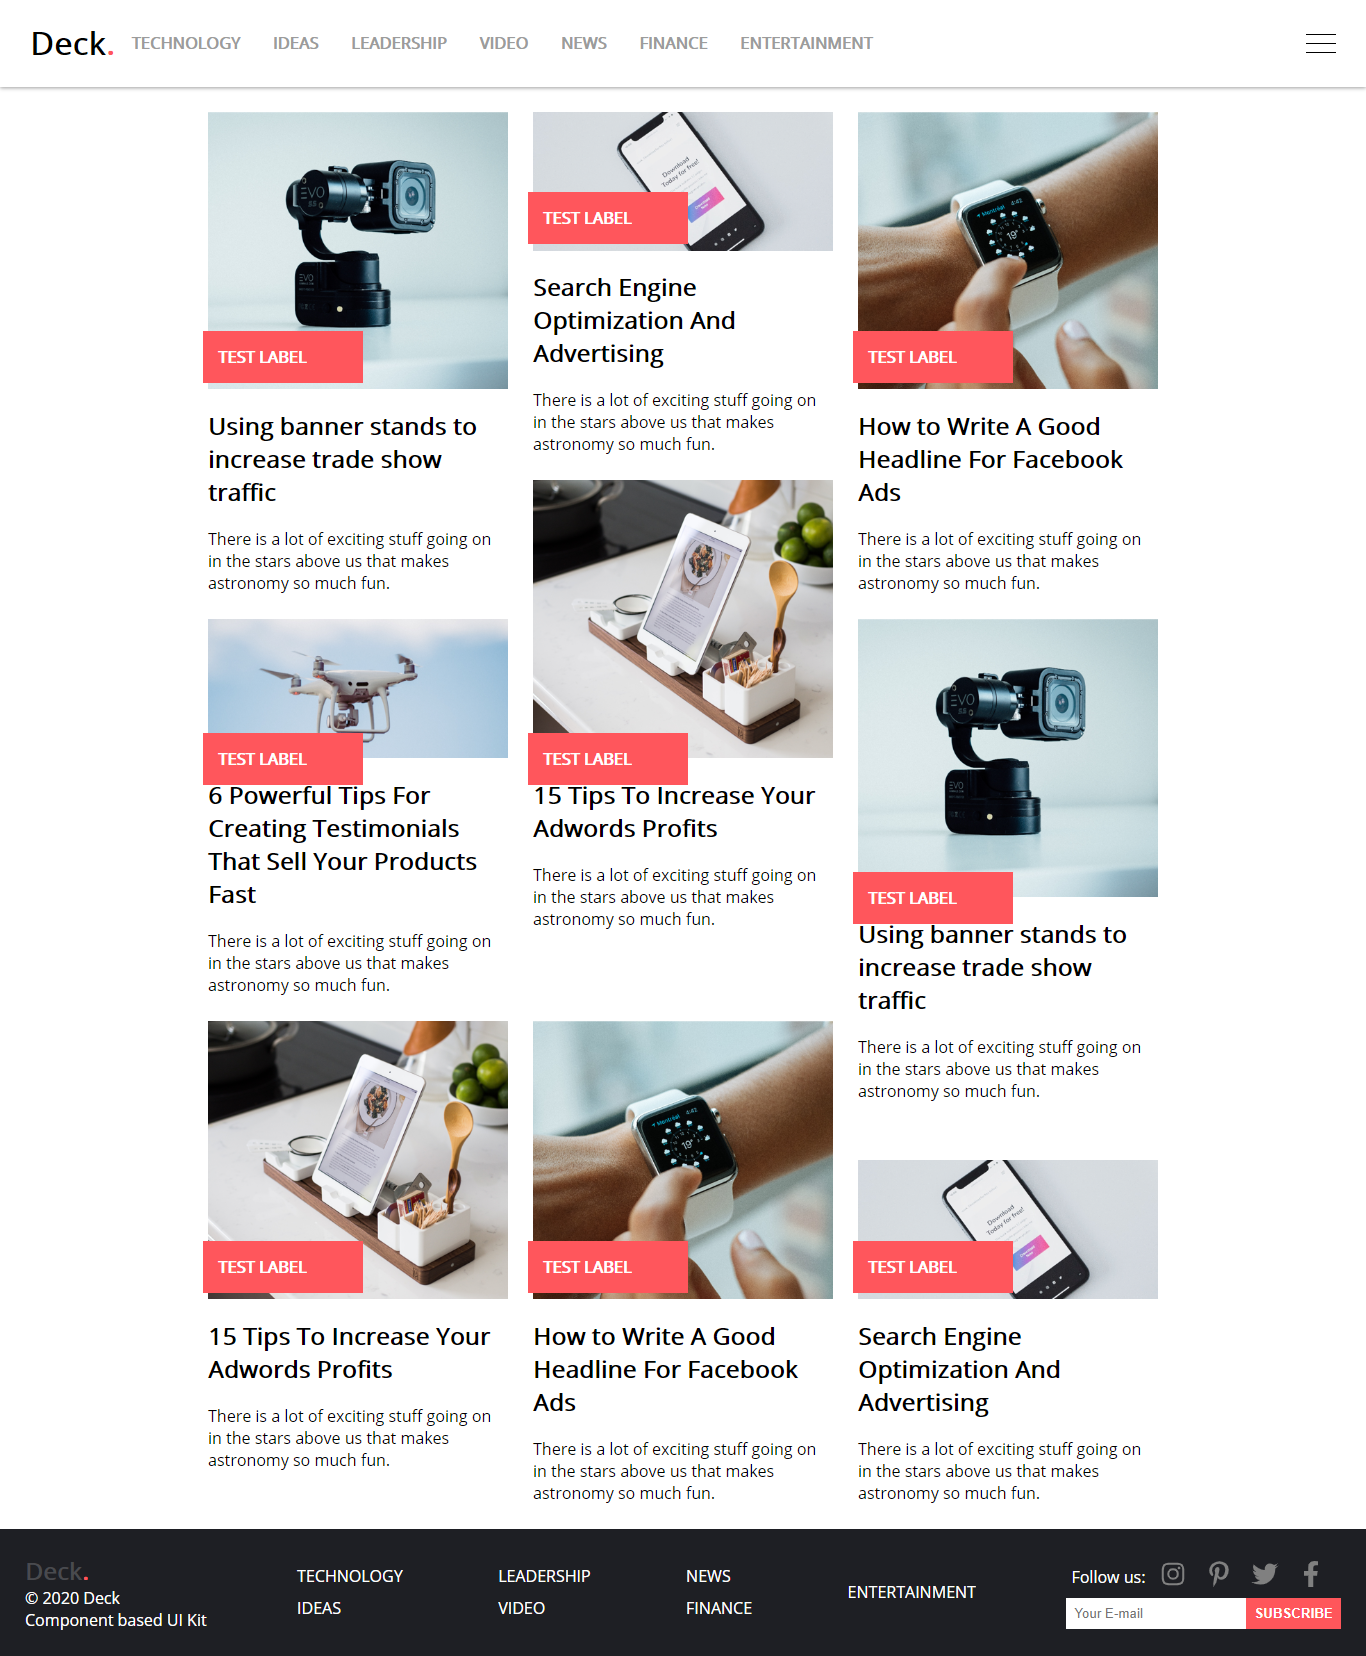 Deck.
TECHNOLOGY
IDEAS
LEADERSHIP
VIDEO
NEWS
FINANCE
ENTERTAINMENT
EVO
EVO
TEST LABEL
Using banner stands to
increase trade show
traffic
There is a lot of exciting stuff going on
in the stars above us that makes
astronomy so much fun.
Download
Today for free!
TEST LABEL
Search Engine
Optimization And
Advertising
There is a lot of exciting stuff going on
in the stars above us that makes
astronomy so much fun.
Montréal 4:42
19°
TEST LABEL
How to Write A Good
Headline For Facebook
Ads
There is a lot of exciting stuff going on
in the stars above us that makes
astronomy so much fun.
TEST LABEL
6 Powerful Tips For
Creating Testimonials
That Sell Your Products
Fast
There is a lot of exciting stuff going on
in the stars above us that makes
astronomy so much fun.
TEST LABEL
15 Tips To Increase Your
Adwords Profits
There is a lot of exciting stuff going on
in the stars above us that makes
astronomy so much fun.
EVO
EVO
TEST LABEL
Using banner stands to
increase trade show
traffic
There is a lot of exciting stuff going on
in the stars above us that makes
astronomy so much fun.
TEST LABEL
15 Tips To Increase Your
Adwords Profits
There is a lot of exciting stuff going on
in the stars above us that makes
astronomy so much fun.
Montréal 4:42
19°
TEST LABEL
How to Write A Good
Headline For Facebook
Ads
There is a lot of exciting stuff going on
in the stars above us that makes
astronomy so much fun.
Download
Today for free!
TEST LABEL
Search Engine
Optimization And
Advertising
There is a lot of exciting stuff going on
in the stars above us that makes
astronomy so much fun.
Deck.
© 2020 Deck
Component based UI Kit
TECHNOLOGY
IDEAS
LEADERSHIP
VIDEO
NEWS
FINANCE
ENTERTAINMENT
Follow us:
Your E-mail
SUBSCRIBE